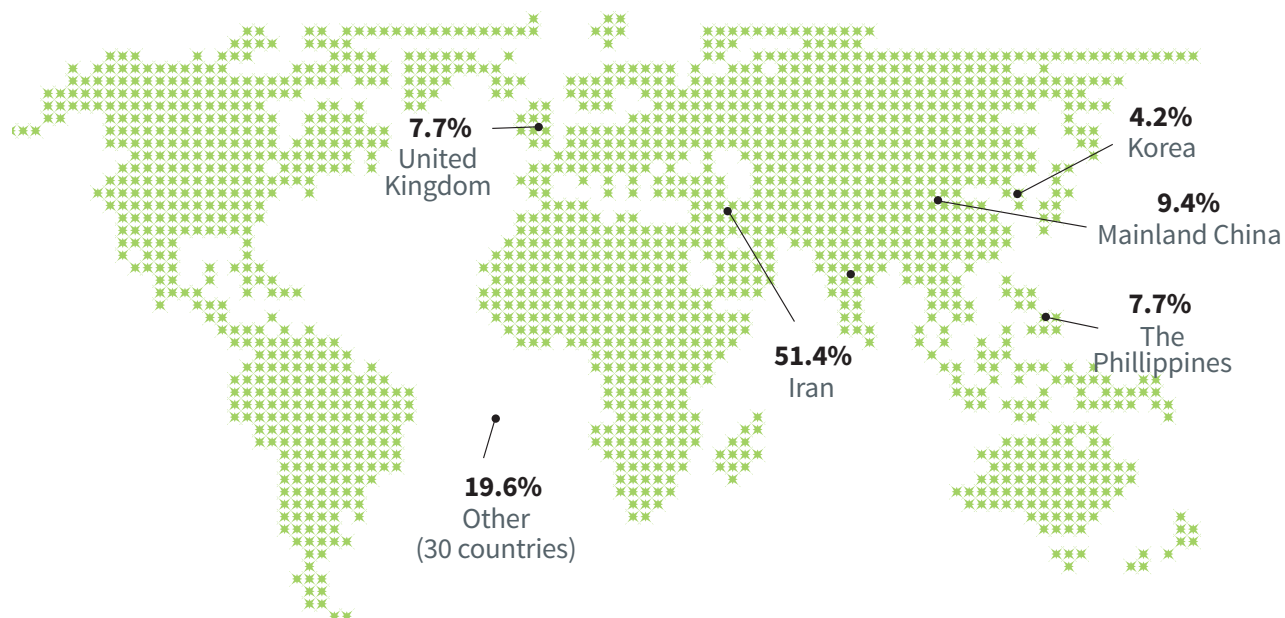 7.7%
United
Kingdom
4.2%
Korea
9.4%
Mainland China
7.7%
The
Phillippines
51.4%
Iran
19.6%
Other
(30 countries)